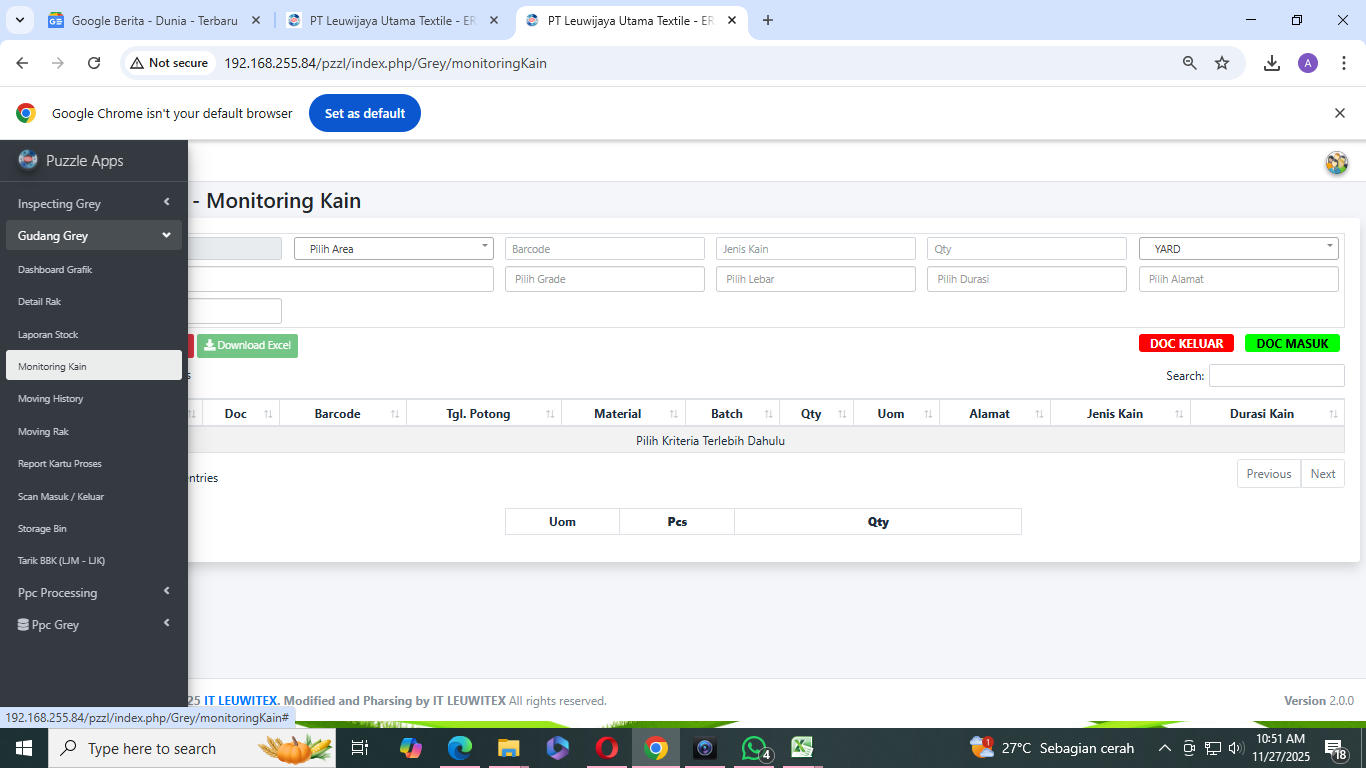 Google Berita - Dunia - Terbaru
PT Leuwijaya Utama Textile - ER
PT Leuwijaya Utama Textile - ER
Not secure
192.168.255.84/pzzl/index.php/Grey/monitoringKain
A
Google Chrome isn't your default browser
Set as default
Puzzle Apps
Inspecting Grey
Gudang Grey
Dashboard Grafik
Detail Rak
Laporan Stock
Monitoring Kain
Moving History
Moving Rak
Report Kartu Proses
Scan Masuk / Keluar
Storage Bin
Tarik BBK (LJM - LJK)
Ppc Processing
Ppc Grey
- Monitoring Kain
Pilih Area Barcode Jenis Kain Qty YARD
Pilih Grade Pilih Lebar Pilih Durasi Pilih Alamat
Download Excel DOC KELUAR DOC MASUK
Search:
Doc Barcode Tgl. Potong Material Batch Qty Uom Alamat Jenis Kain Durasi Kain
Pilih Kriteria Terlebih Dahulu
entries Previous Next
Uom Pcs Qty
25 IT LEUWITEX. Modified and Pharsing by IT LEUWITEX All rights reserved. Version 2.0.0
192.168.255.84/pzzl/index.php/Grey/monitoringKain#
Type here to search
4
1
27°C Sebagian cerah
10:51 AM
11/27/2025
18